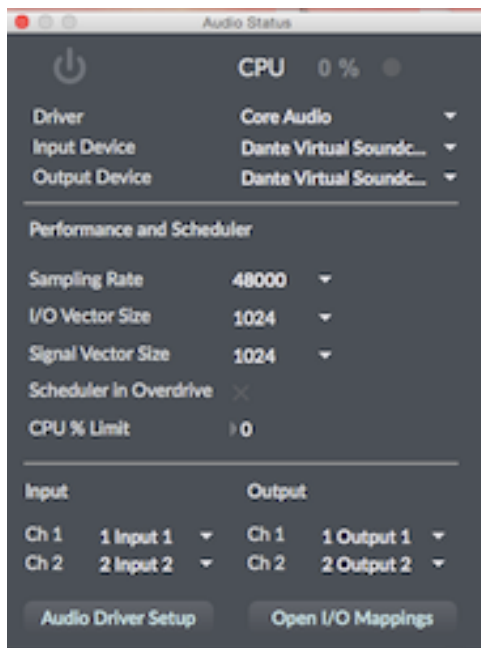 Audio Status
CPU 0 %
Driver Core Audio
Input Device Dante Virtual Soundc...
Output Device Dante Virtual Soundc...
Performance and Scheduler
Sampling Rate 48000
I/O Vector Size 1024
Signal Vector Size 1024
Scheduler in Overdrive
CPU % Limit 0
Input Output
Ch 1 1 Input 1 Ch 1 1 Output 1
Ch 2 2 Input 2 Ch 2 2 Output 2
Audio Driver Setup Open I/O Mappings